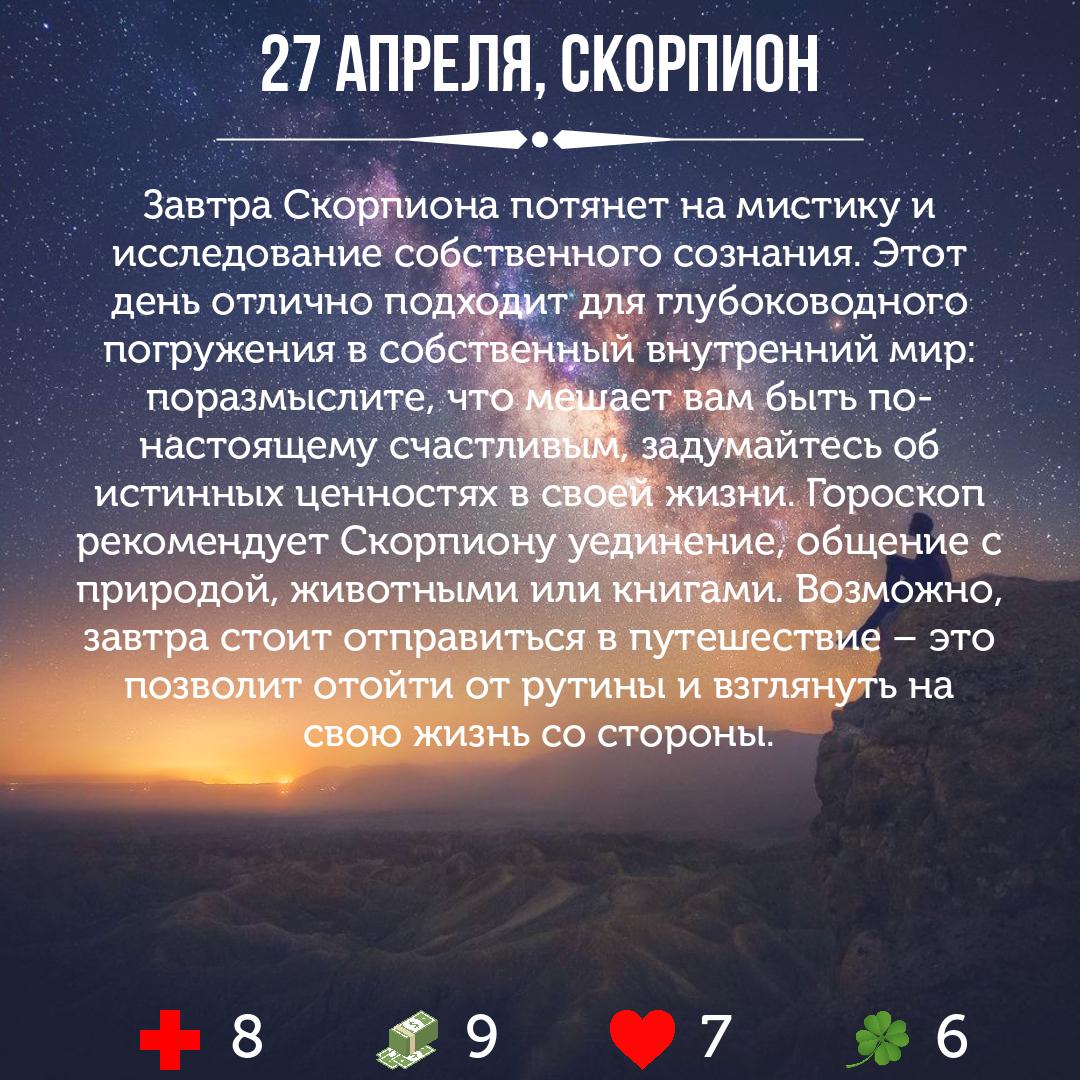 27 АПРЕЛЯ, СКОРПИОН
Завтра Скорпиона потянет на мистику и
исследование собственного сознания. Этот
день отлично подходит для глубоководного
погружения в собственный внутренний мир:
поразмыслите, что мешает вам быть по-
настоящему счастливым, задумайтесь об
истинных ценностях в своей жизни. Гороскоп
рекомендует Скорпиону уединение, общение с
природой, животными или книгами. Возможно,
завтра стоит отправиться в путешествие – это
позволит отойти от рутины и взглянуть на
свою жизнь со стороны.
8 9 7 6